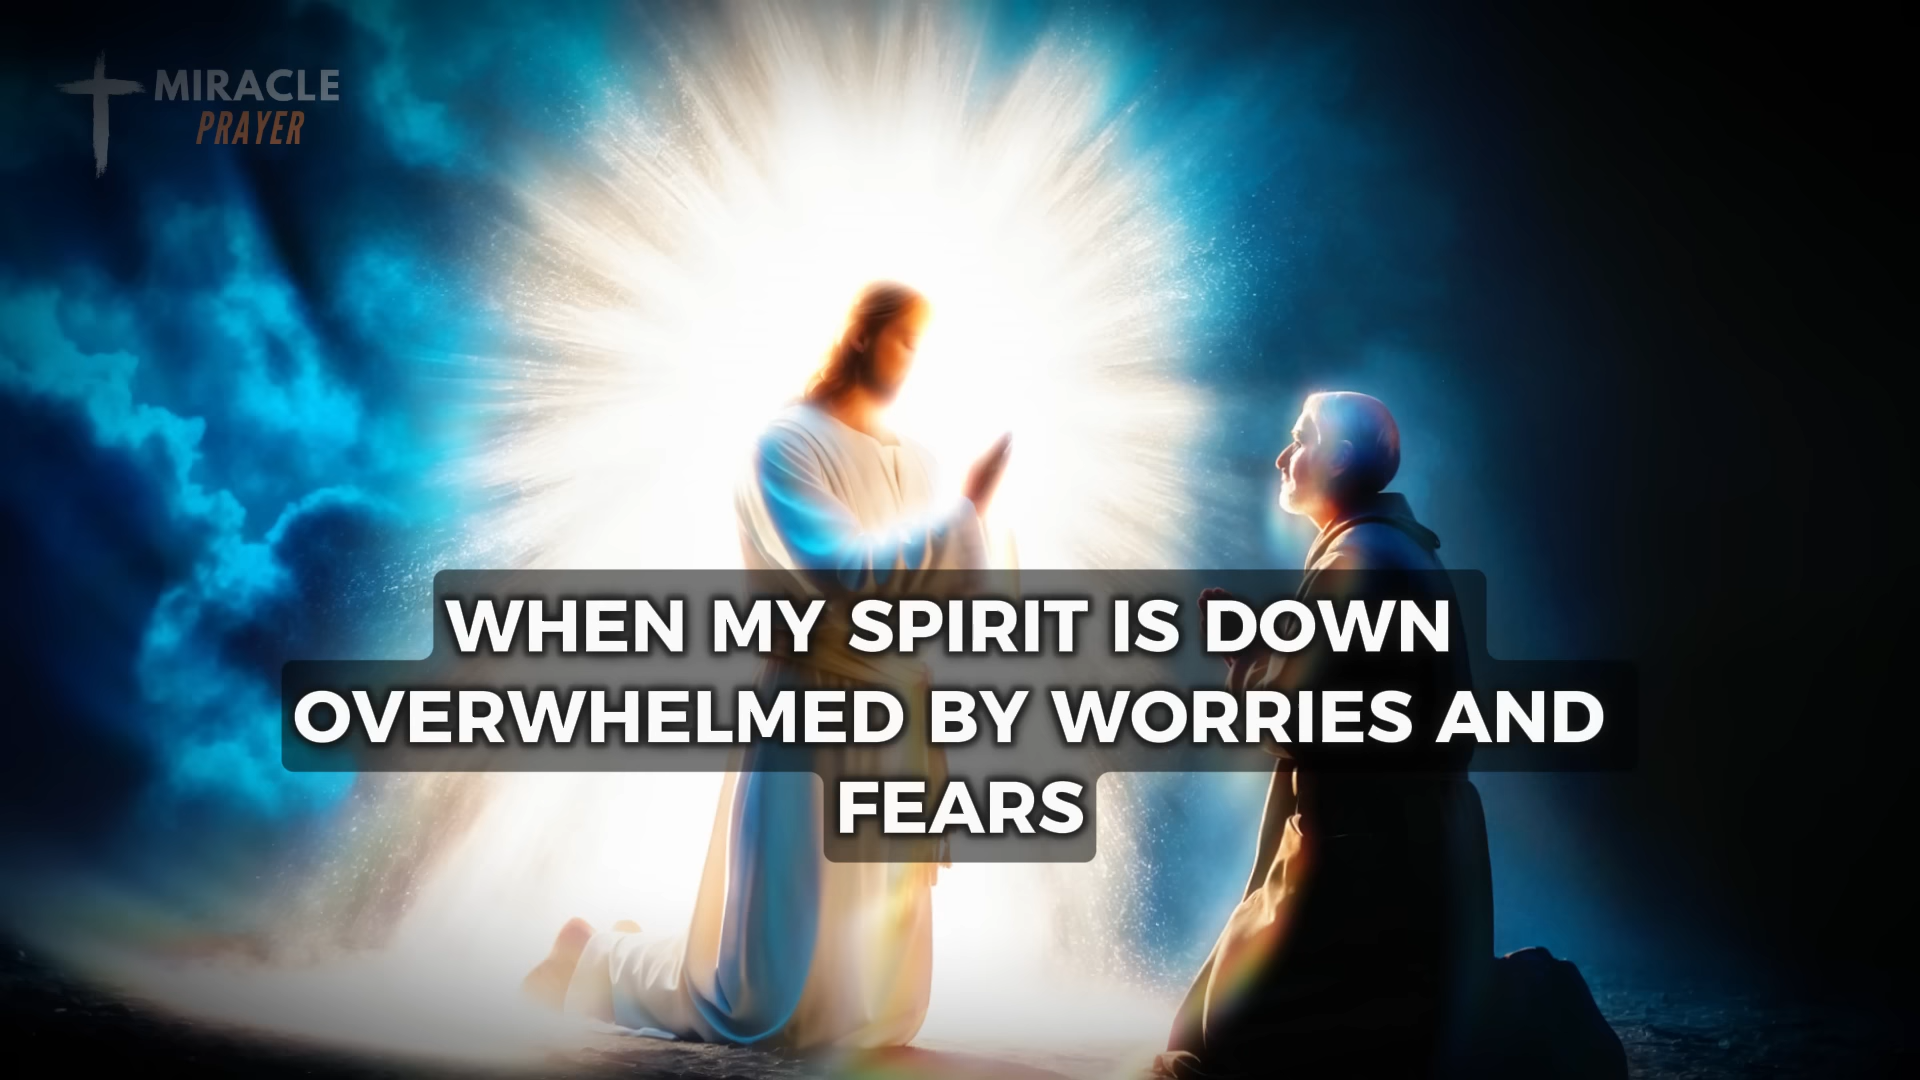 MIRACLE
PRAYER
WHEN MY SPIRIT IS DOWN
OVERWHELMED BY WORRIES AND
FEARS